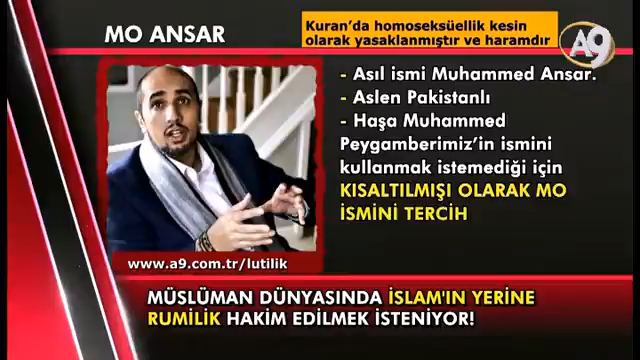 MO ANSAR
Kuran'da homoseksüellik kesin
olarak yasaklanmıştır ve haramdır
A9
- Asıl ismi Muhammed Ansar.
- Aslen Pakistanlı
- Haşa Muhammed
Peygamberimiz'in ismini
kullanmak istemediği için
KISALTILMIŞI OLARAK MO
İSMİNİ TERCİH
www.a9.com.tr/lutilik
MÜSLÜMAN DÜNYASINDA İSLAM'IN YERİNE
RUMİLİK HAKİM EDİLMEK İSTENİYOR!